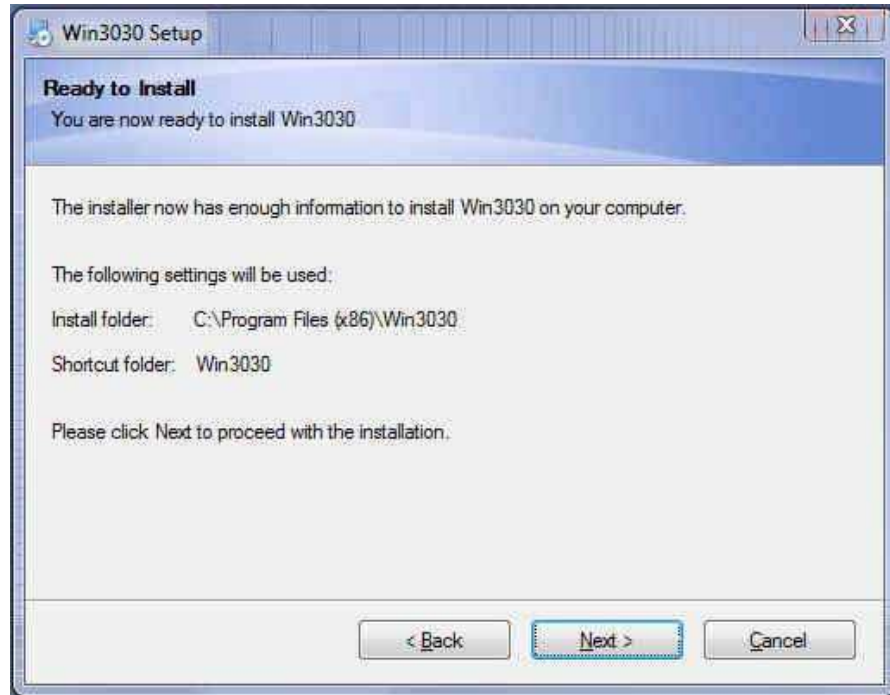 Win3030 Setup
Ready to Install
You are now ready to install Win3030
The installer now has enough information to install Win3030 on your computer.
The following settings will be used:
Install folder: C:\Program Files (x86)\Win3030
Shortcut folder: Win3030
Please click Next to proceed with the installation.
< Back Next > Cancel